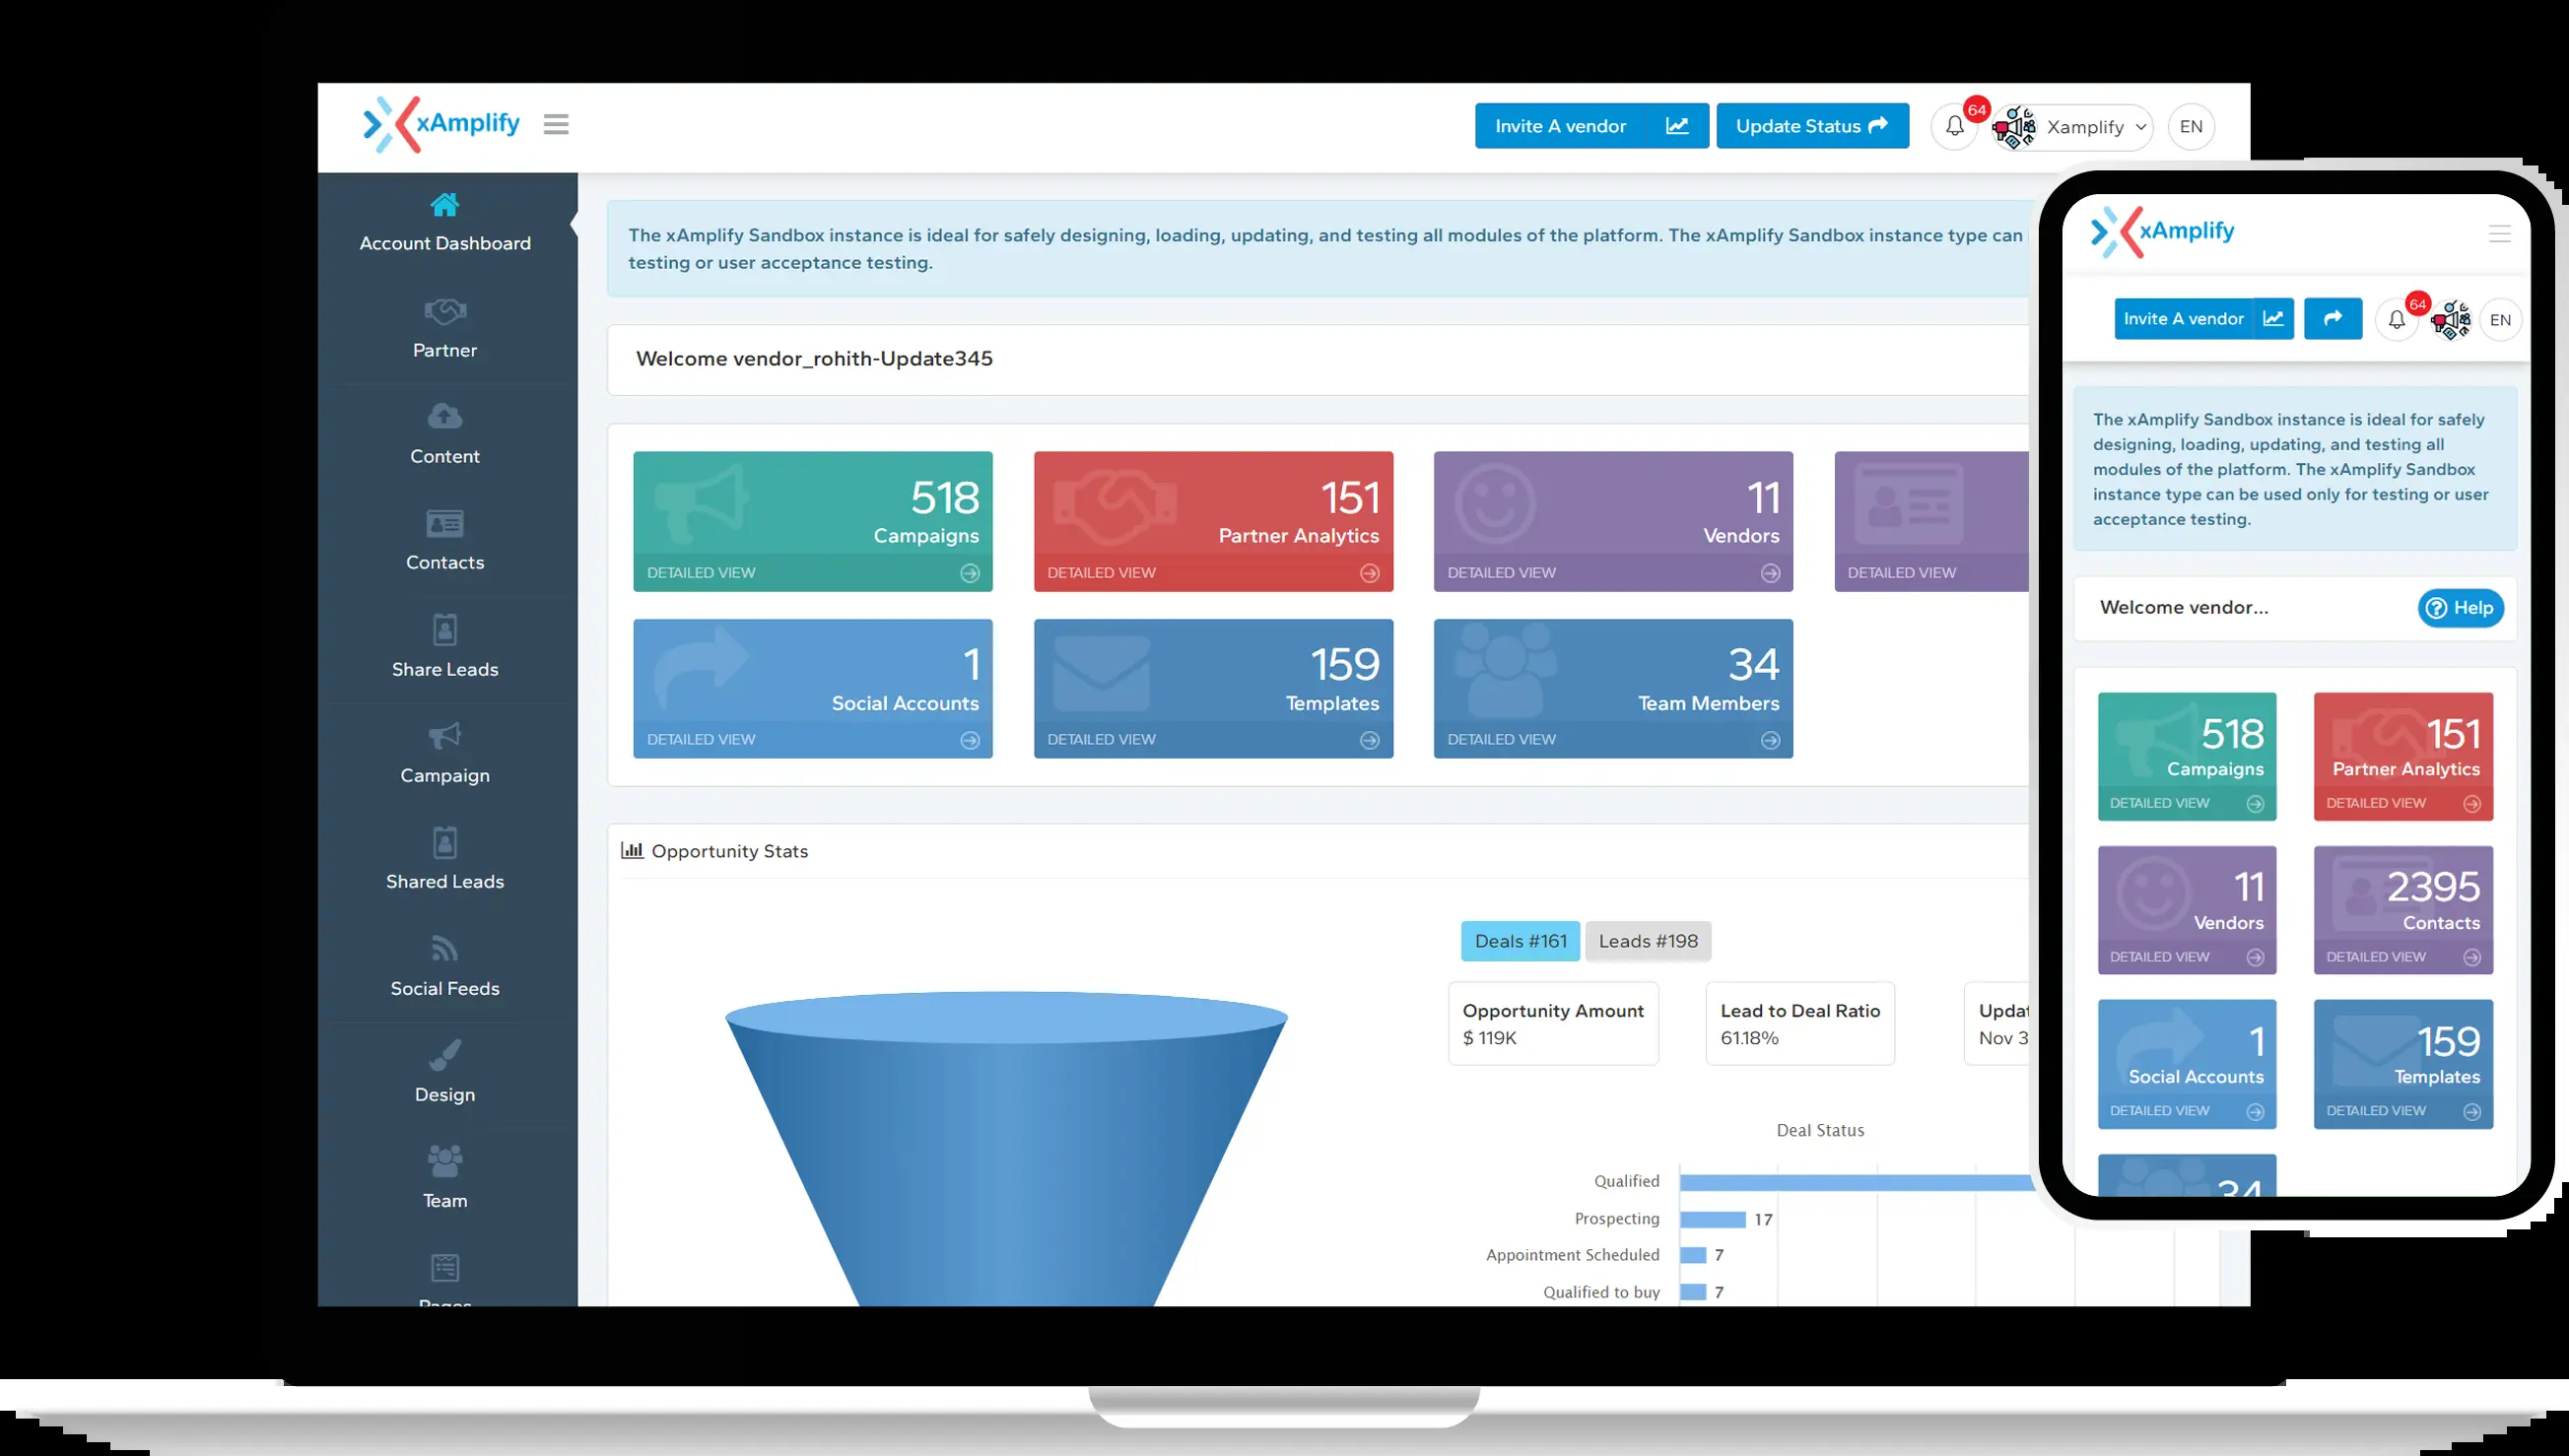 xAmplify
Invite A vendor
Update Status
64
Xamplify
EN
Account Dashboard
Partner
Content
Contacts
Share Leads
Campaign
Shared Leads
Social Feeds
Design
Team
Pages
The xAmplify Sandbox instance is ideal for safely designing, loading, updating, and testing all modules of the platform. The xAmplify Sandbox instance type can
testing or user acceptance testing.
Welcome vendor_rohith-Update345
518
Campaigns
DETAILED VIEW
151
Partner Analytics
DETAILED VIEW
11
Vendors
DETAILED VIEW
DETAILED VIEW
1
Social Accounts
DETAILED VIEW
159
Templates
DETAILED VIEW
34
Team Members
DETAILED VIEW
Opportunity Stats
Deals #161
Leads #198
Opportunity Amount
$ 119K
Lead to Deal Ratio
61.18%
Nov 3
Deal Status
Qualified
Prospecting 17
Appointment Scheduled 7
Qualified to buy 7
xAmplify
Invite A vendor
64
EN
The xAmplify Sandbox instance is ideal for safely
designing, loading, updating, and testing all
modules of the platform. The xAmplify Sandbox
instance type can be used only for testing or user
acceptance testing.
Welcome vendor...
Help
518
Campaigns
DETAILED VIEW
151
Partner Analytics
DETAILED VIEW
11
Vendors
DETAILED VIEW
2395
Contacts
DETAILED VIEW
1
Social Accounts
DETAILED VIEW
159
Templates
DETAILED VIEW
34